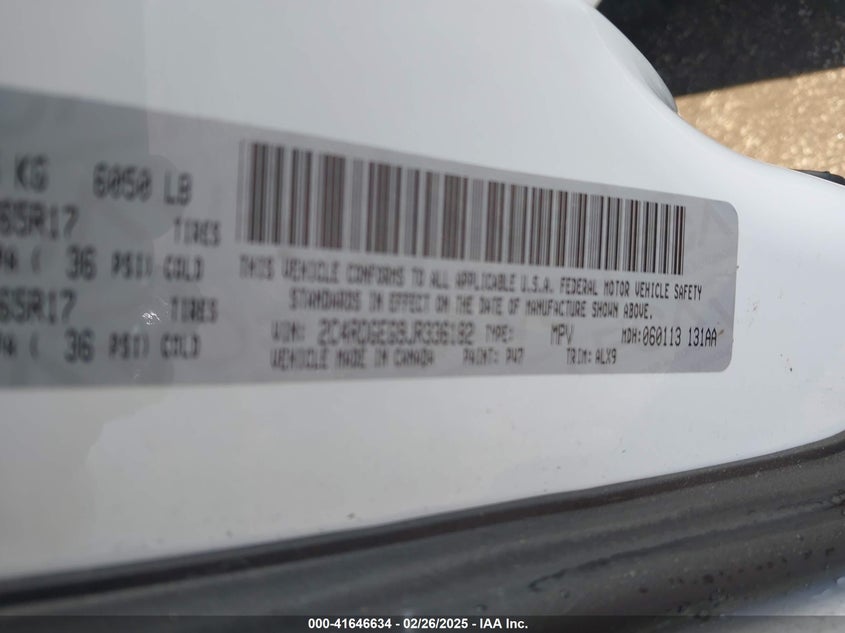 KG 6050 LB
65R17 TIRES
( 36 PSI) COLD
65R17 TIRES
( 36 PSI) COLD
THIS VEHICLE CONFORMS TO ALL APPLICABLE U.S.A. FEDERAL MOTOR VEHICLE SAFETY
STANDARDS IN EFFECT ON THE DATE OF MANUFACTURE SHOWN ABOVE.
VIN: 2C4RDGEG9JR336182 TYPE: MPV MDH: 060113 131AA
VEHICLE MADE IN CANADA PAINT: PW7 TRIM: ALX9
000-41646634 - 02/26/2025 - IAA Inc.